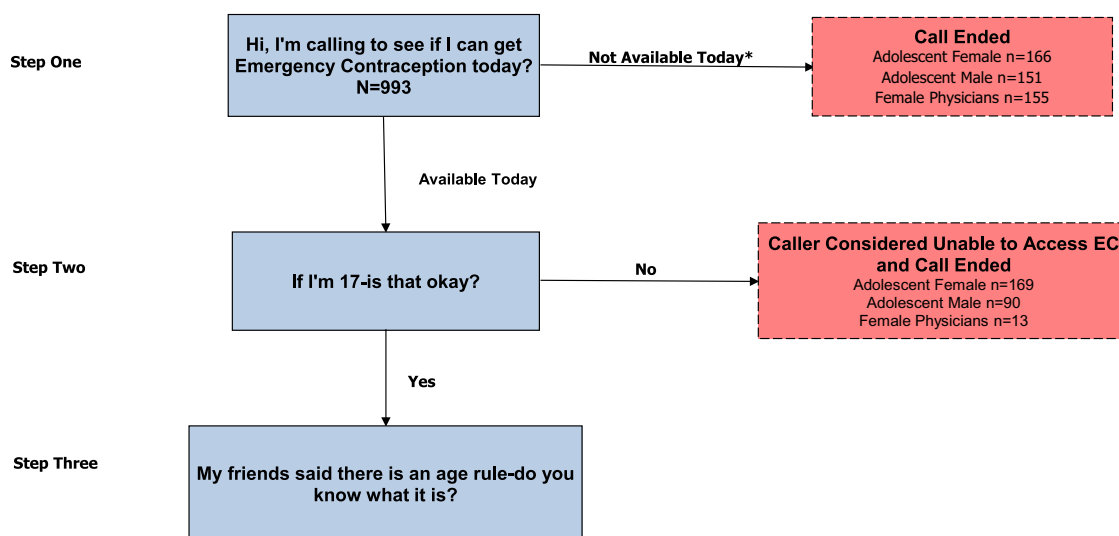 Step One
Hi, I'm calling to see if I can get
Emergency Contraception today?
N=993
Not Available Today*
Call Ended
Adolescent Female n=166
Adolescent Male n=151
Female Physicians n=155
Available Today
Step Two
If I'm 17-is that okay?
No
Caller Considered Unable to Access EC
and Call Ended
Adolescent Female n=169
Adolescent Male n=90
Female Physicians n=13
Yes
Step Three
My friends said there is an age rule-do you
know what it is?